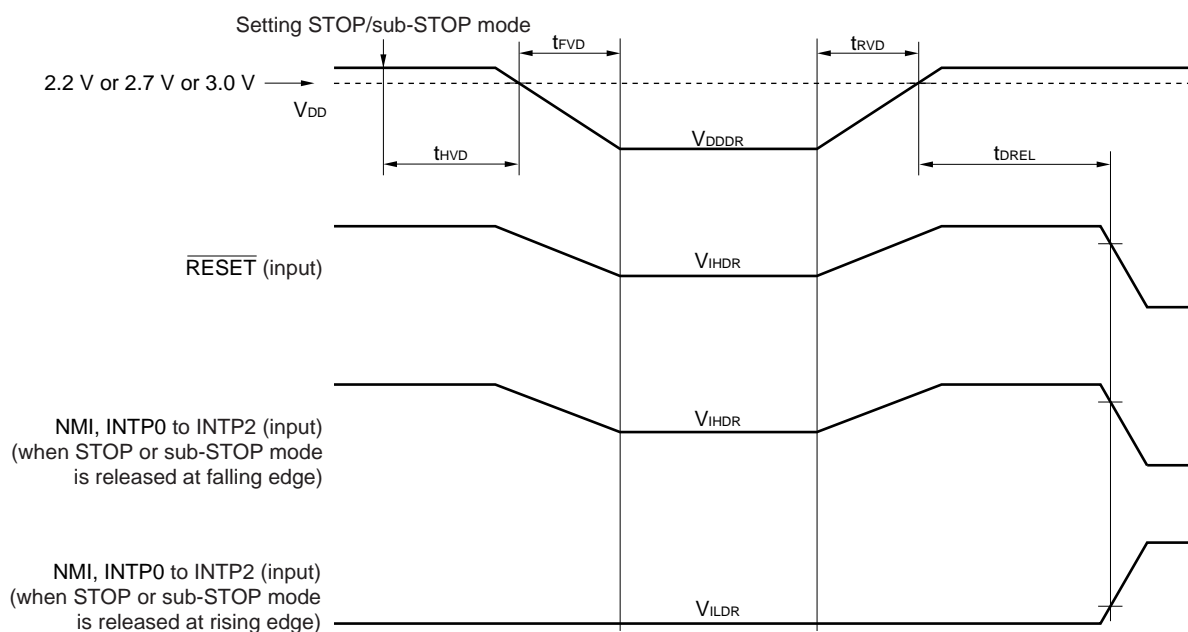 Setting STOP/sub-STOP mode
tFVD
tRVD
2.2 V or 2.7 V or 3.0 V
VDD
VDDDR
tHVD
tDREL
RESET (input)
VIHDR
VIHDR
NMI, INTP0 to INTP2 (input)
(when STOP or sub-STOP mode
is released at falling edge)
NMI, INTP0 to INTP2 (input)
(when STOP or sub-STOP mode
is released at rising edge)
VILDR